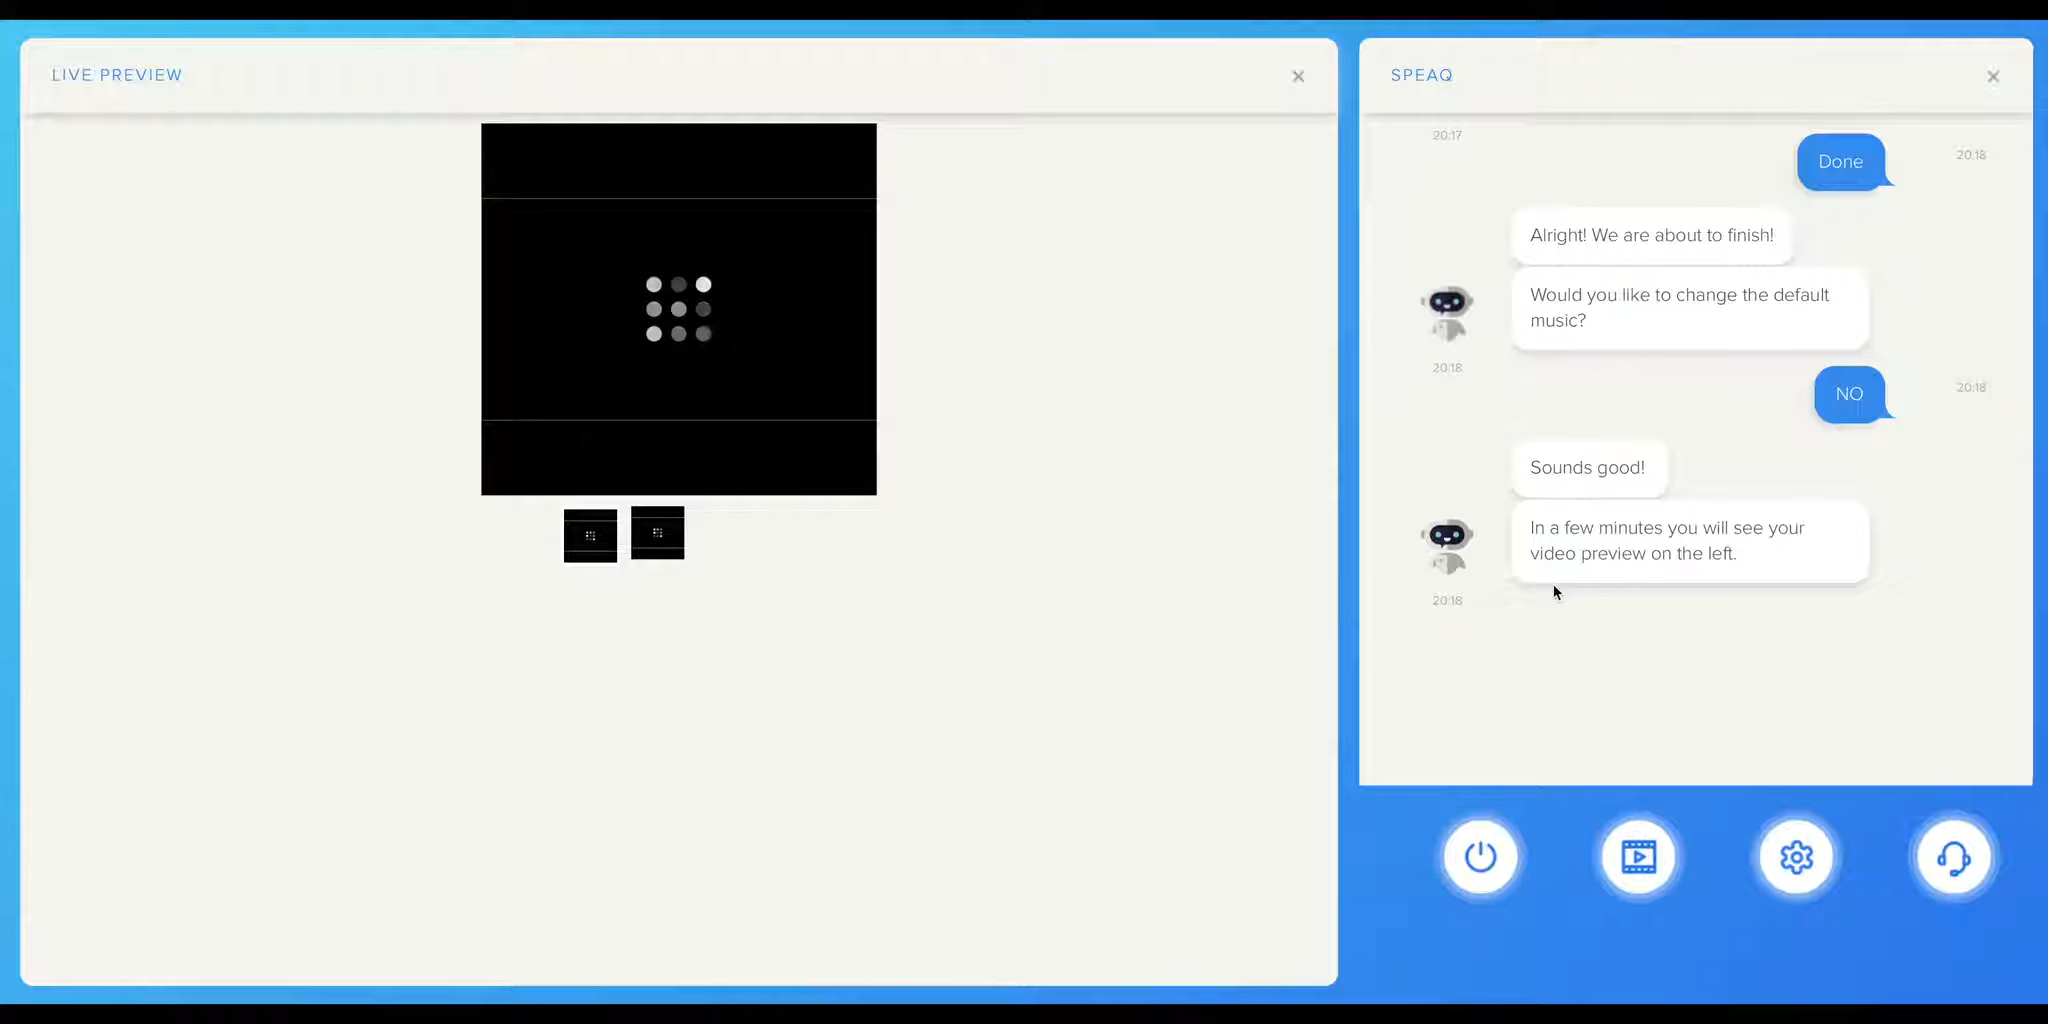 LIVE PREVIEW
SPEAQ
20:17
Done
20:18
Alright! We are about to finish!
Would you like to change the default
music?
20:18
NO
20:18
Sounds good!
In a few minutes you will see your
video preview on the left.
20:18